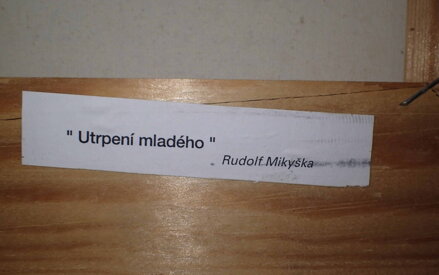 " Utrpení mladého "
Rudolf Mikyška